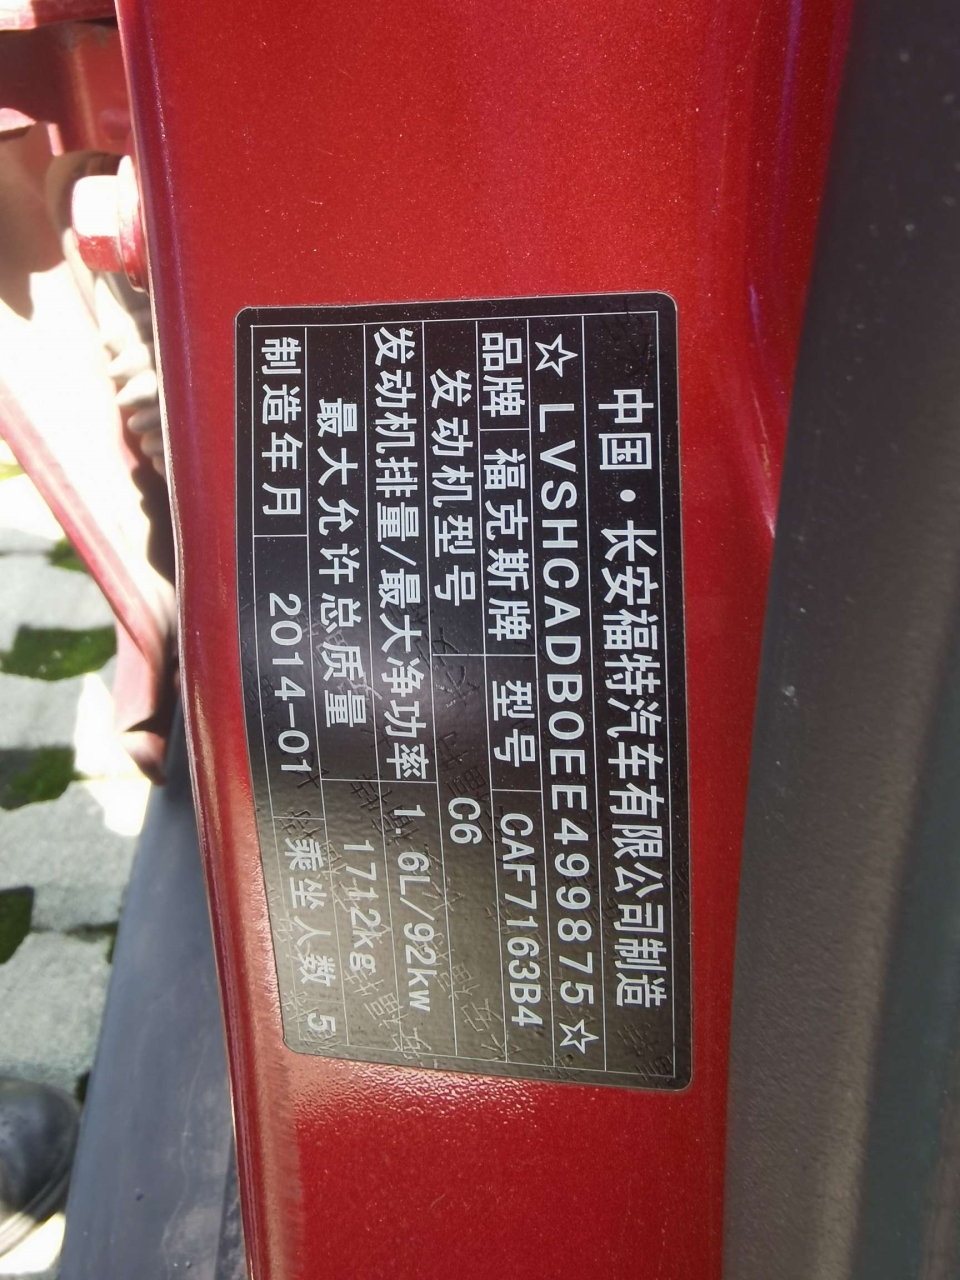 中国·长安福特汽车有限公司制造
☆LVSHCADB0EE499875☆
品牌 福克斯牌 型号 CAF7163B4
发动机型号 C6
发动机排量/最大净功率 1.6L/92kw
最大允许总质量 1712kg
制造年月 2014-01 乘坐人数 5